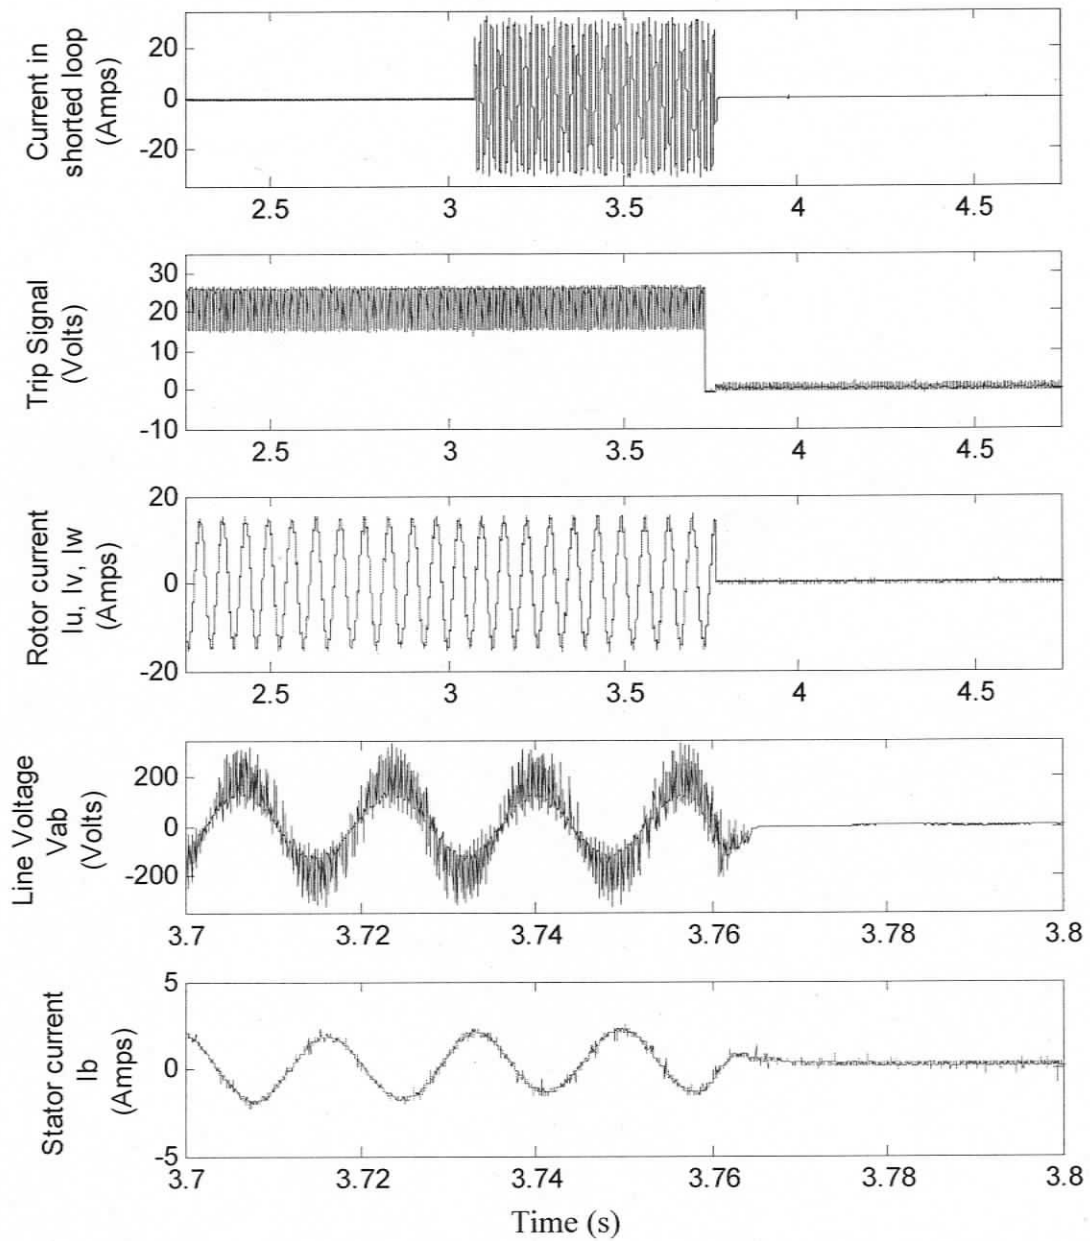 Current in
shorted loop
(Amps)
20
0
-20
2.5 3 3.5 4 4.5
Trip Signal
(Volts)
30
20
10
0
-10
2.5 3 3.5 4 4.5
Rotor current
Iu, Iv, Iw
(Amps)
20
0
-20
2.5 3 3.5 4 4.5
Line Voltage
Vab
(Volts)
200
0
-200
3.7 3.72 3.74 3.76 3.78 3.8
Stator current
Ib
(Amps)
5
0
-5
3.7 3.72 3.74 3.76 3.78 3.8
Time (s)